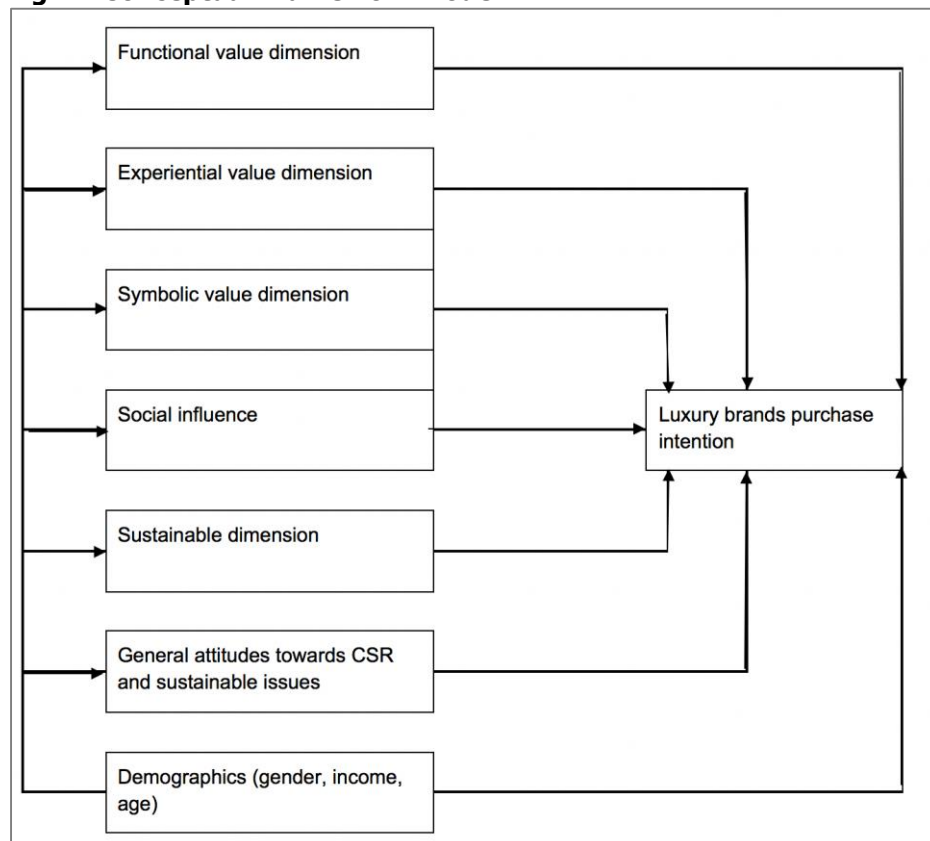 Functional value dimension
Experiential value dimension
Symbolic value dimension
Social influence
Luxury brands purchase
intention
Sustainable dimension
General attitudes towards CSR
and sustainable issues
Demographics (gender, income,
age)